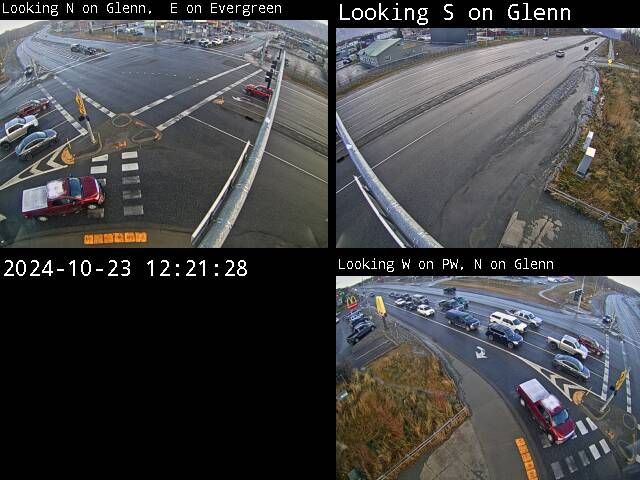 Looking N on Glenn,  E on Evergreen
Looking S on Glenn
2024-10-23 12:21:28
Looking W on PW, N on Glenn